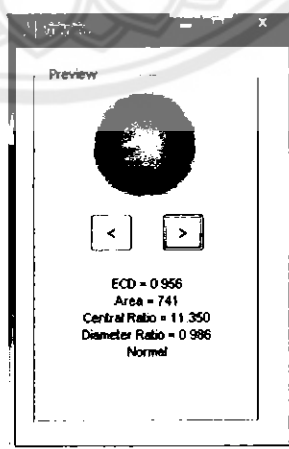 X
Preview
< >
ECD = 0.956
Area = 741
Central Ratio = 11.350
Diameter Ratio = 0.986
Normal